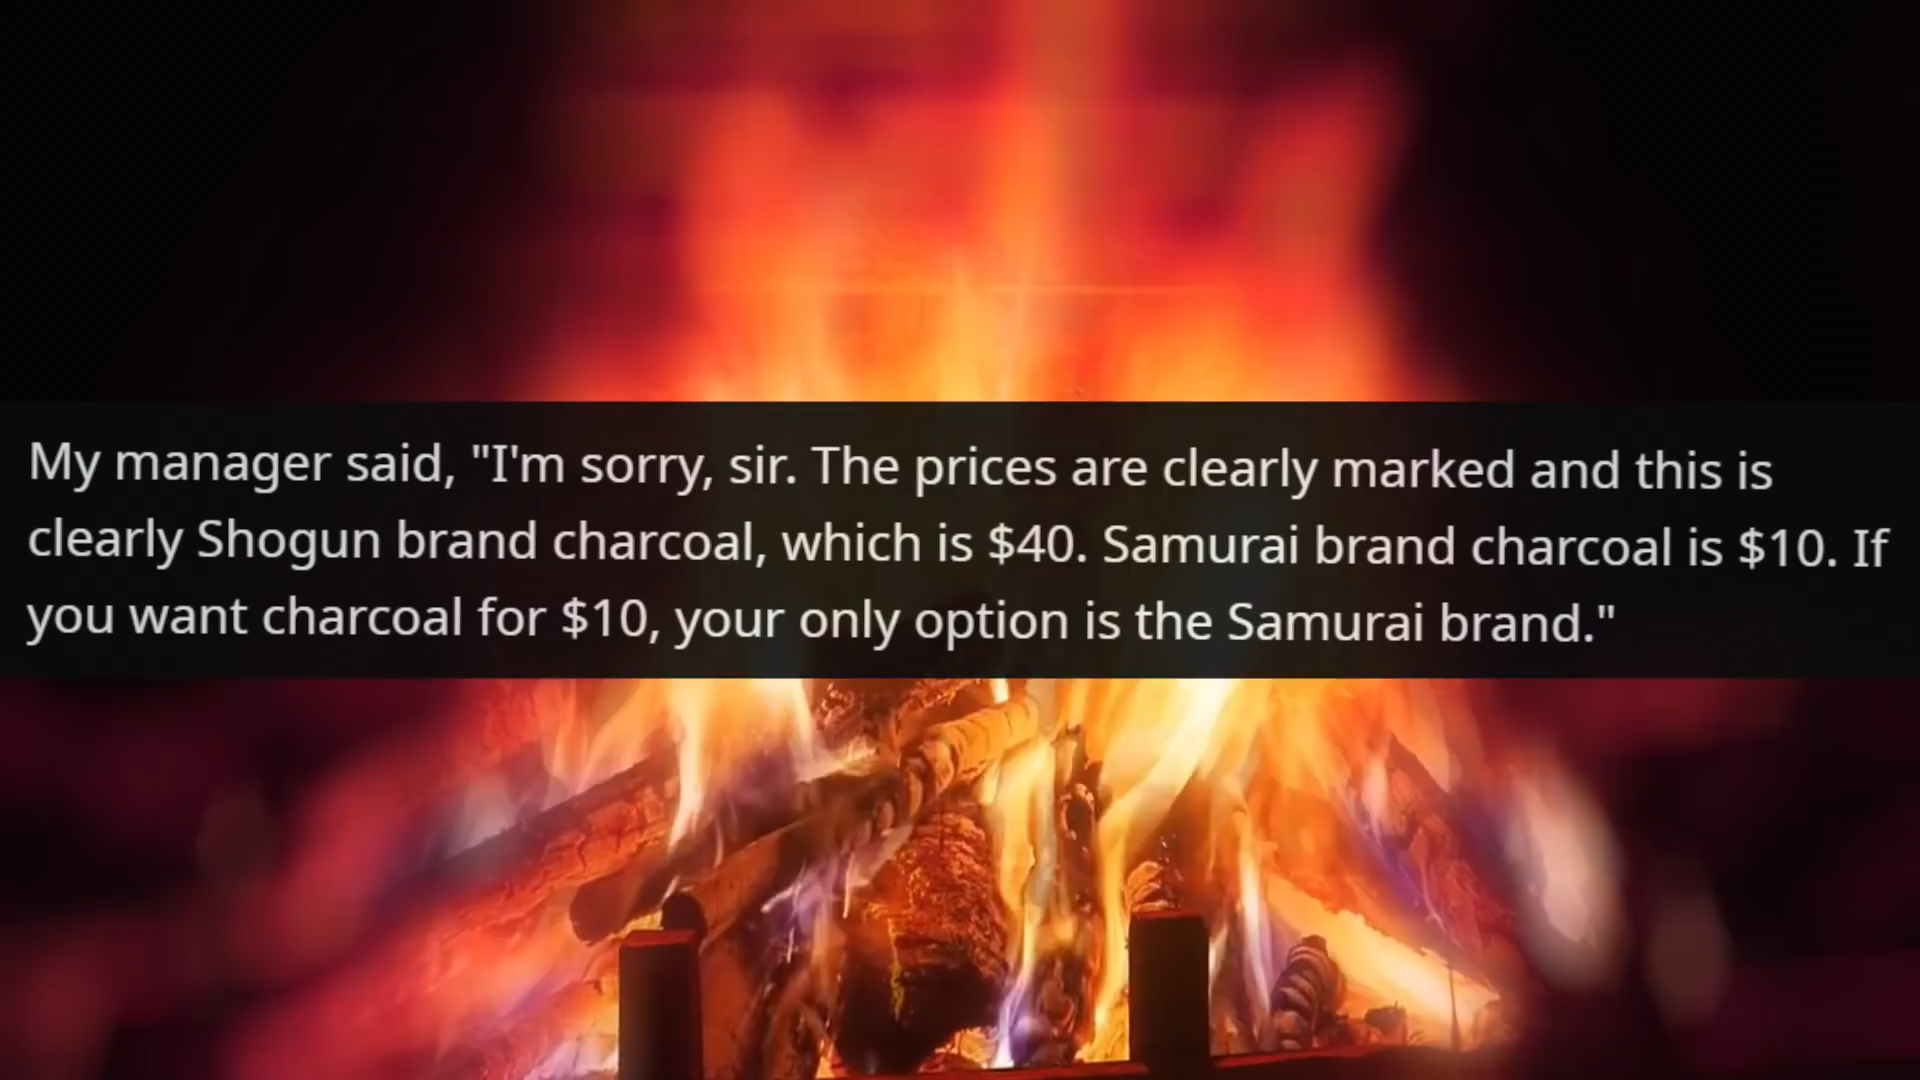 My manager said, "I'm sorry, sir. The prices are clearly marked and this is
clearly Shogun brand charcoal, which is $40. Samurai brand charcoal is $10. If
you want charcoal for $10, your only option is the Samurai brand."